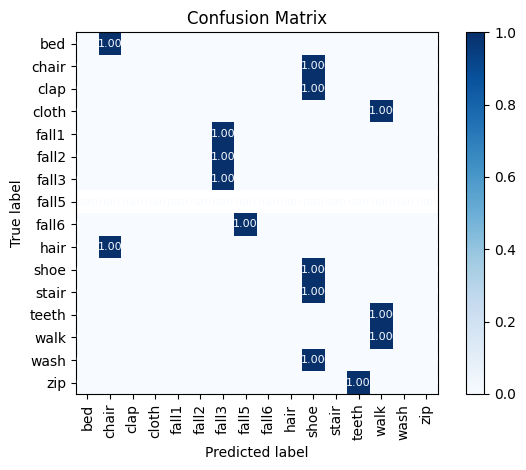 Confusion Matrix
True label
bed 1.00
chair 1.00
clap 1.00
cloth 1.00
fall1 1.00
fall2 1.00
fall3 1.00
fall5
fall6 1.00
hair 1.00
shoe 1.00
stair 1.00
teeth 1.00
walk 1.00
wash 1.00
zip 1.00
bed chair clap cloth fall1 fall2 fall3 fall5 fall6 hair shoe stair teeth walk wash zip
Predicted label
1.0
0.8
0.6
0.4
0.2
0.0